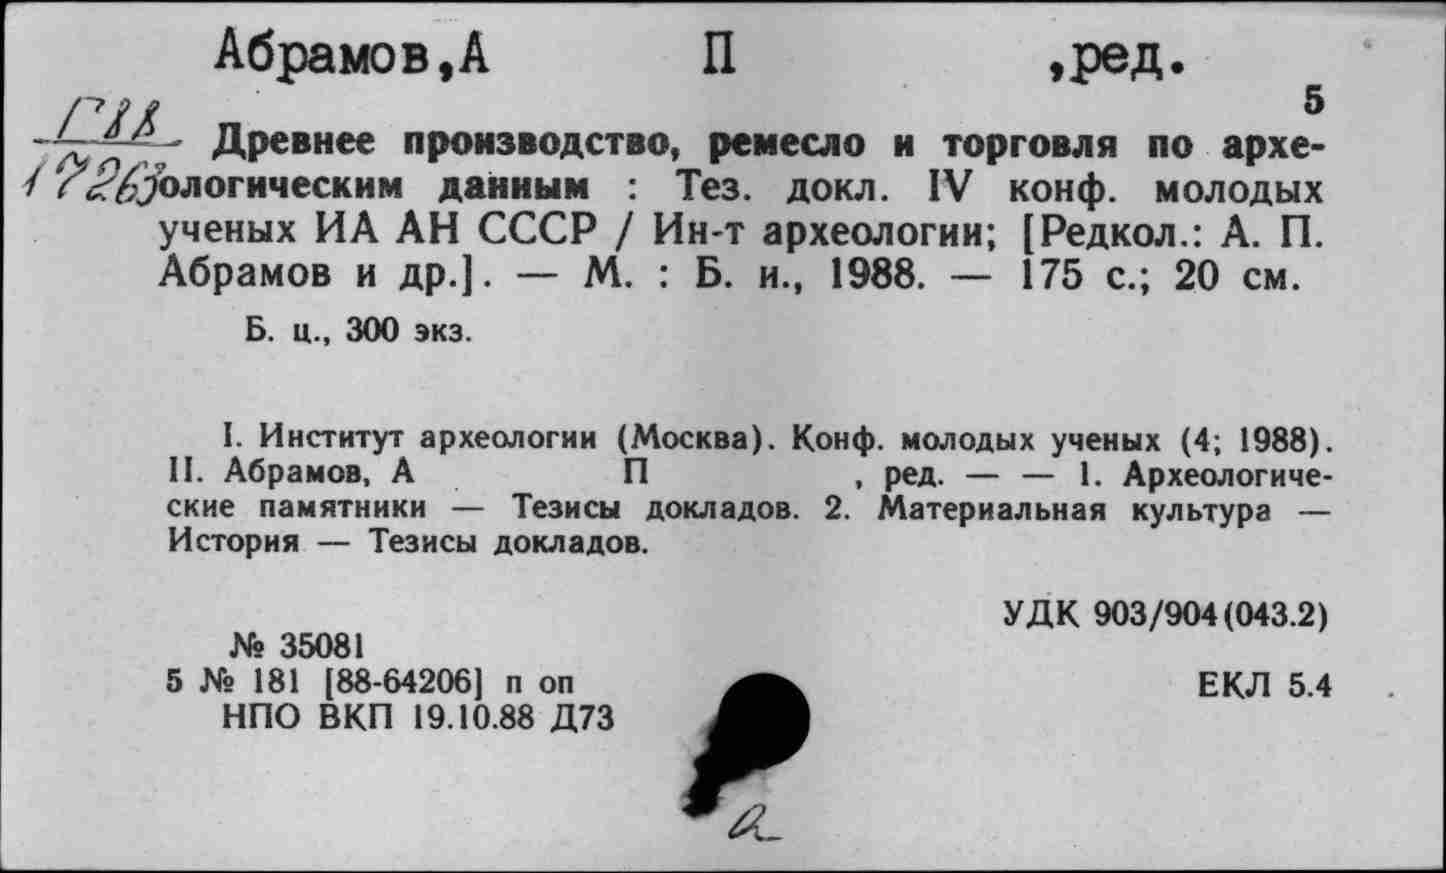 Абрамов,А П ,ред.
5
Древнее производство, ремесло и торговля по архе-
ологическим данным : Тез. докл. IV конф. молодых
ученых ИА АН СССР / Ин-т археологии; [Редкол.: А. П.
Абрамов и др.]. — М. : Б. и., 1988. — 175 с.; 20 см.
Б. ц., 300 экз.
I. Институт археологии (Москва). Конф. молодых ученых (4; 1988).
II. Абрамов, А П , ред. — — 1. Археологиче-
ские памятники — Тезисы докладов. 2. Материальная культура —
История — Тезисы докладов.
УДК 903/904(043.2)
№ 35081
5 № 181 [88-64206] п оп
ЕКЛ 5.4
НПО ВКП 19.10.88 Д73